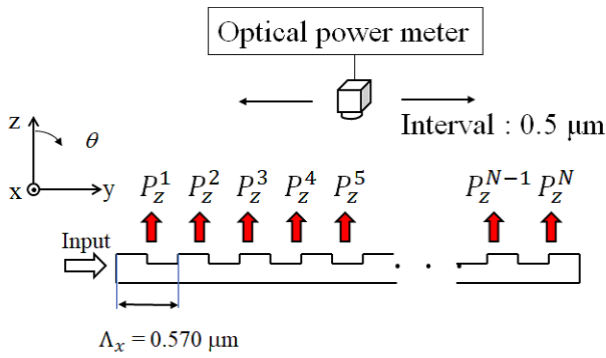 Optical power meter
Interval : 0.5 μm
z
θ
x
y
P_z^1 P_z^2 P_z^3 P_z^4 P_z^5 P_z^{N-1} P_z^N
Input
Λ_x = 0.570 μm